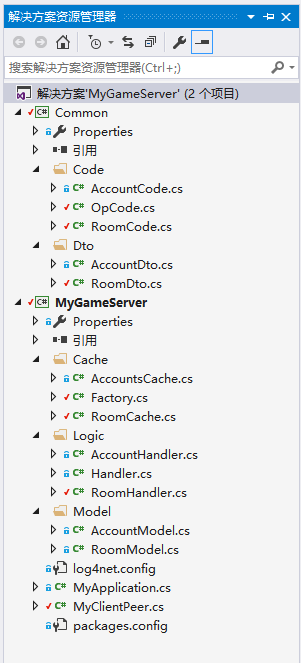 解决方案资源管理器
搜索解决方案资源管理器(Ctrl+;)
解决方案'MyGameServer' (2 个项目)
Common
Properties
引用
Code
AccountCode.cs
OpCode.cs
RoomCode.cs
Dto
AccountDto.cs
RoomDto.cs
MyGameServer
Properties
引用
Cache
AccountsCache.cs
Factory.cs
RoomCache.cs
Logic
AccountHandler.cs
Handler.cs
RoomHandler.cs
Model
AccountModel.cs
RoomModel.cs
log4net.config
MyApplication.cs
MyClientPeer.cs
packages.config